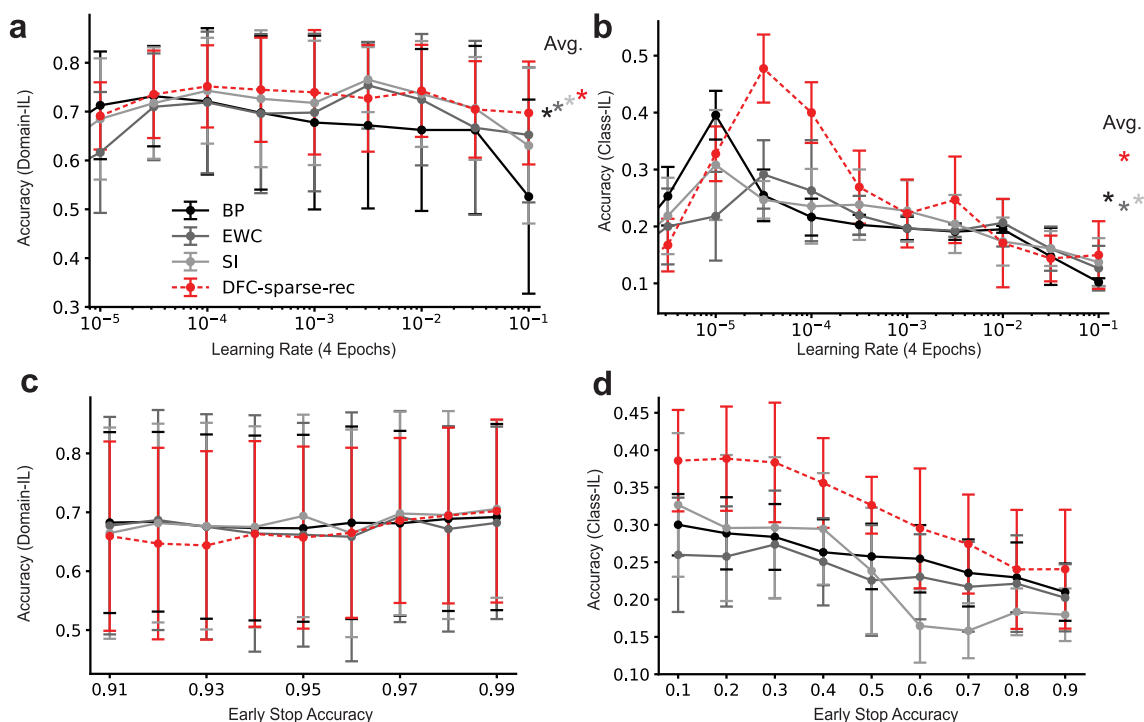 a
Accuracy (Domain-IL)
0.8
0.7
0.6
0.5
0.4
0.3
10⁻⁵ 10⁻⁴ 10⁻³ 10⁻² 10⁻¹
Learning Rate (4 Epochs)
BP
EWC
SI
DFC-sparse-rec
Avg.
* * * *
b
Accuracy (Class-IL)
0.5
0.4
0.3
0.2
0.1
10⁻⁵ 10⁻⁴ 10⁻³ 10⁻² 10⁻¹
Learning Rate (4 Epochs)
Avg.
*
* * *
c
Accuracy (Domain-IL)
0.8
0.7
0.6
0.5
0.91 0.93 0.95 0.97 0.99
Early Stop Accuracy
d
Accuracy (Class-IL)
0.45
0.40
0.35
0.30
0.25
0.20
0.15
0.10
0.1 0.2 0.3 0.4 0.5 0.6 0.7 0.8 0.9
Early Stop Accuracy